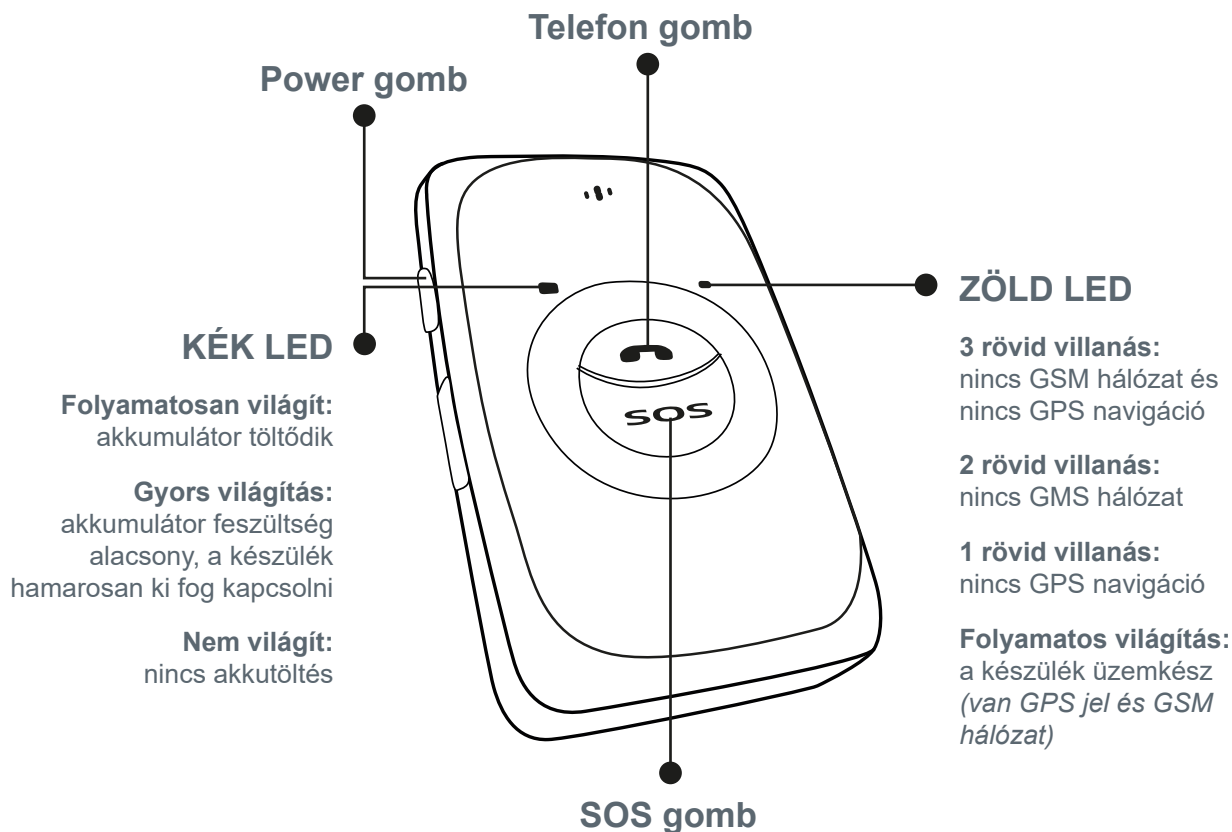 Telefon gomb
Power gomb
KÉK LED
Folyamatosan világít:
akkumulátor töltődik
Gyors világítás:
akkumulátor feszültség
alacsony, a készülék
hamarosan ki fog kapcsolni
Nem világít:
nincs akkutöltés
SOS
ZÖLD LED
3 rövid villanás:
nincs GSM hálózat és
nincs GPS navigáció
2 rövid villanás:
nincs GMS hálózat
1 rövid villanás:
nincs GPS navigáció
Folyamatos világítás:
a készülék üzemkész
(van GPS jel és GSM
hálózat)
SOS gomb